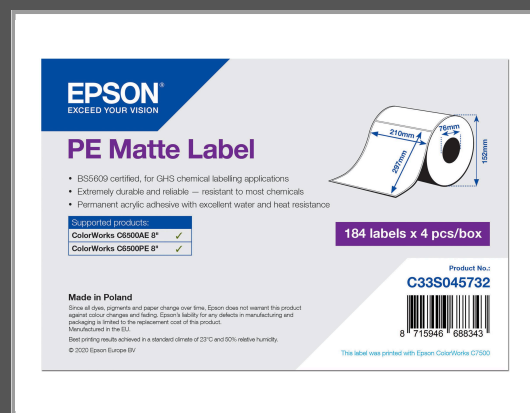 EPSON®
EXCEED YOUR VISION
PE Matte Label
• BS5609 certified, for GHS chemical labelling applications
• Extremely durable and reliable — resistant to most chemicals
• Permanent acrylic adhesive with excellent water and heat resistance
210mm
76mm
297mm
152mm
Supported products:
ColorWorks C6500AE 8" ✓
ColorWorks C6500PE 8" ✓
184 labels x 4 pcs/box
Product No.:
C33S045732
Made in Poland
Since all dyes, pigments and paper change over time, Epson does not warrant this product
against colour changes and fading. Epson's liability for any defects in manufacturing and
packaging is limited to the replacement cost of this product.
Manufactured in the EU.
Best printing results achieved in a standard climate of 23°C and 50% relative humidity.
© 2020 Epson Europe BV
8 715946 688343
This label was printed with Epson ColorWorks C7500